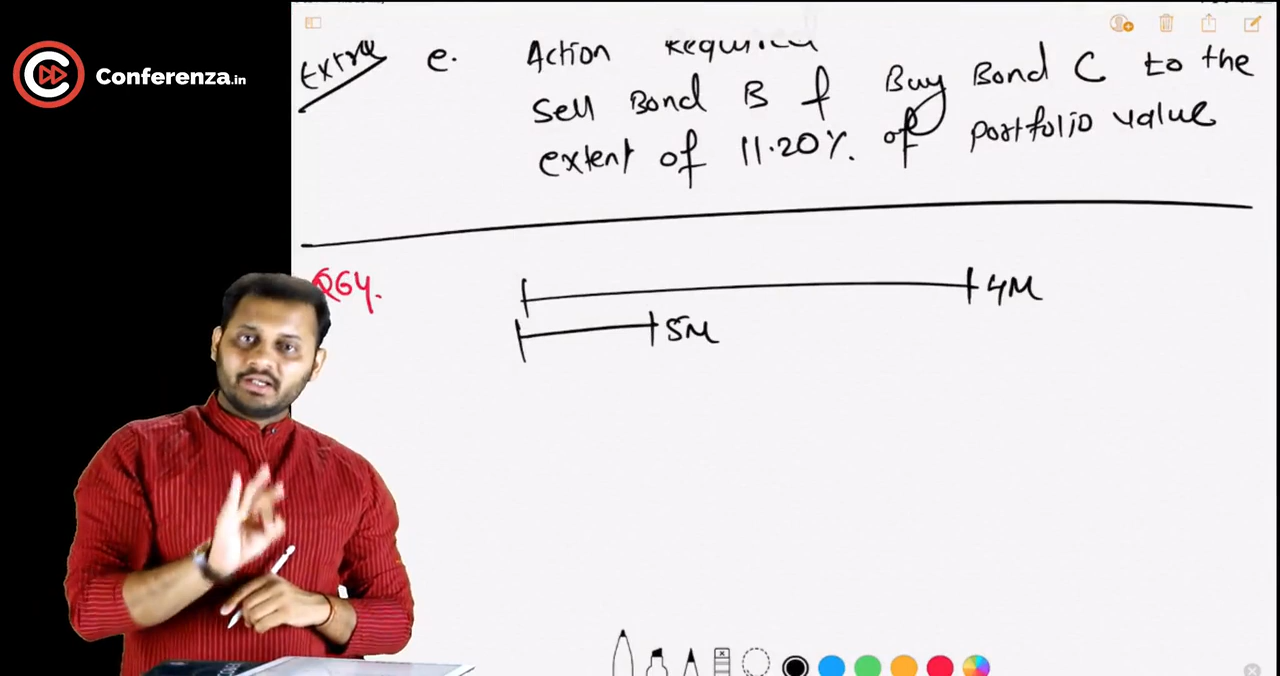 Conferenza.in
Extra e. Action Required
Sell Bond B & Buy Bond C to the
extent of 11.20% of portfolio value
Q64.
4M
5M